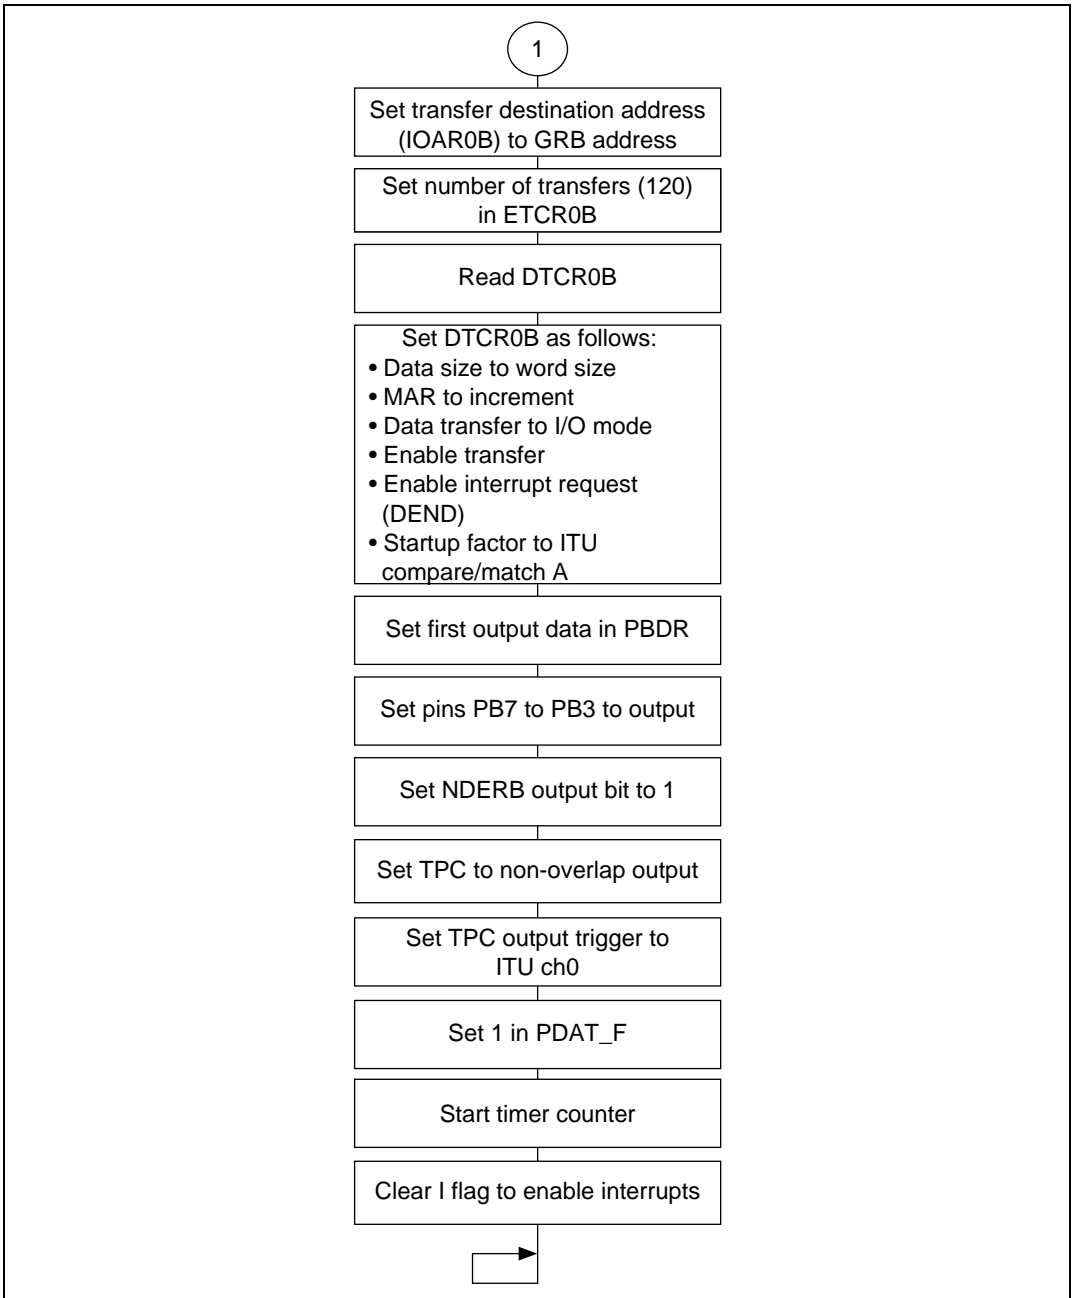 1
Set transfer destination address
(IOAR0B) to GRB address
Set number of transfers (120)
in ETCR0B
Read DTCR0B
Set DTCR0B as follows:
• Data size to word size
• MAR to increment
• Data transfer to I/O mode
• Enable transfer
• Enable interrupt request
(DEND)
• Startup factor to ITU
compare/match A
Set first output data in PBDR
Set pins PB7 to PB3 to output
Set NDERB output bit to 1
Set TPC to non-overlap output
Set TPC output trigger to
ITU ch0
Set 1 in PDAT_F
Start timer counter
Clear I flag to enable interrupts